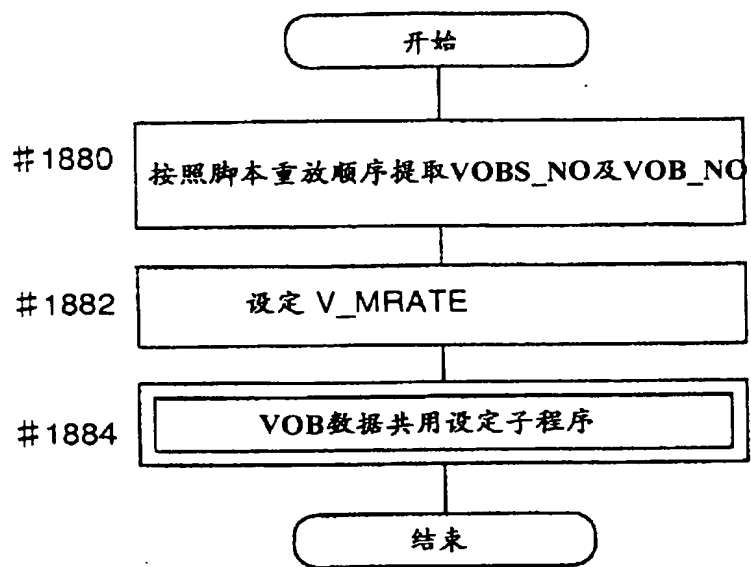 开始
#1880
按照脚本重放顺序提取VOBS_NO及VOB_NO
#1882
设定 V_MRATE
#1884
VOB数据共用设定子程序
结束